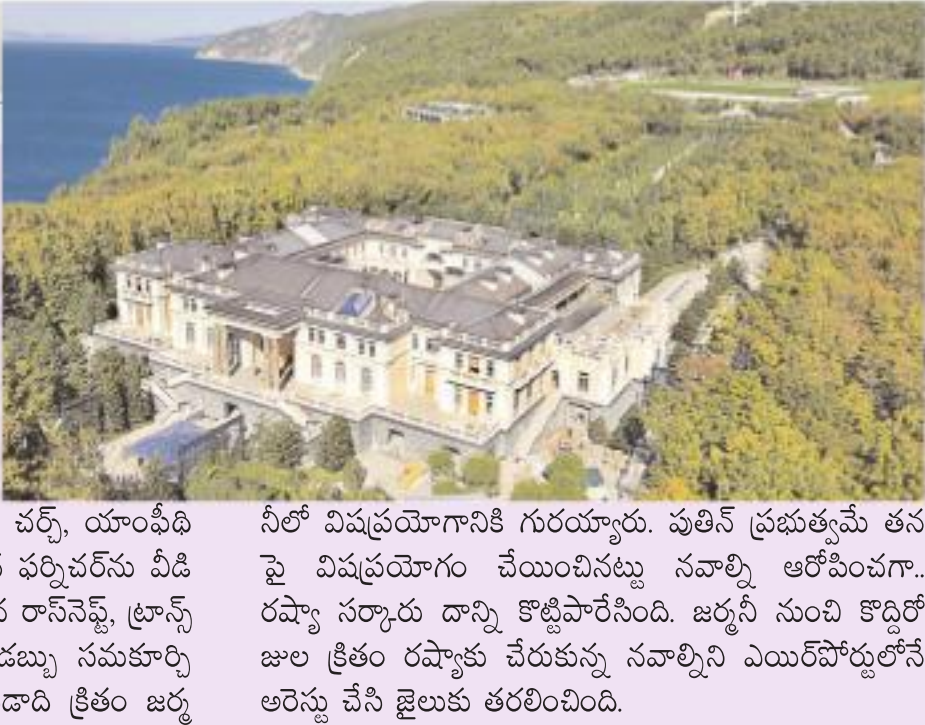 చర్చ్, యాంఫీథి
ఫర్నిచర్‌ను వీడి
రాస్‌నెఫ్ట్, ట్రాన్స్
డబ్బు సమకూర్చి
డాది క్రితం జర్మ
నీలో విషప్రయోగానికి గురయ్యారు. పుతిన్ ప్రభుత్వమే తన
పై విషప్రయోగం చేయించినట్టు నవాల్ని ఆరోపించగా..
రష్యా సర్కారు దాన్ని కొట్టిపారేసింది. జర్మనీ నుంచి కొద్దిరో
జుల క్రితం రష్యాకు చేరుకున్న నవాల్నిని ఎయిర్‌పోర్టులోనే
అరెస్టు చేసి జైలుకు తరలించింది.